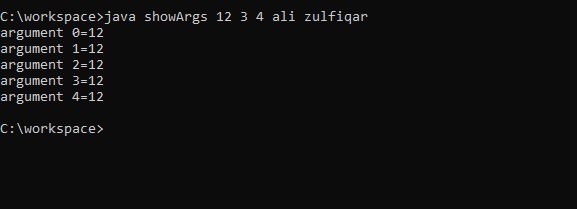 C:\workspace>java showArgs 12 3 4 ali zulfiqar
argument 0=12
argument 1=12
argument 2=12
argument 3=12
argument 4=12
C:\workspace>